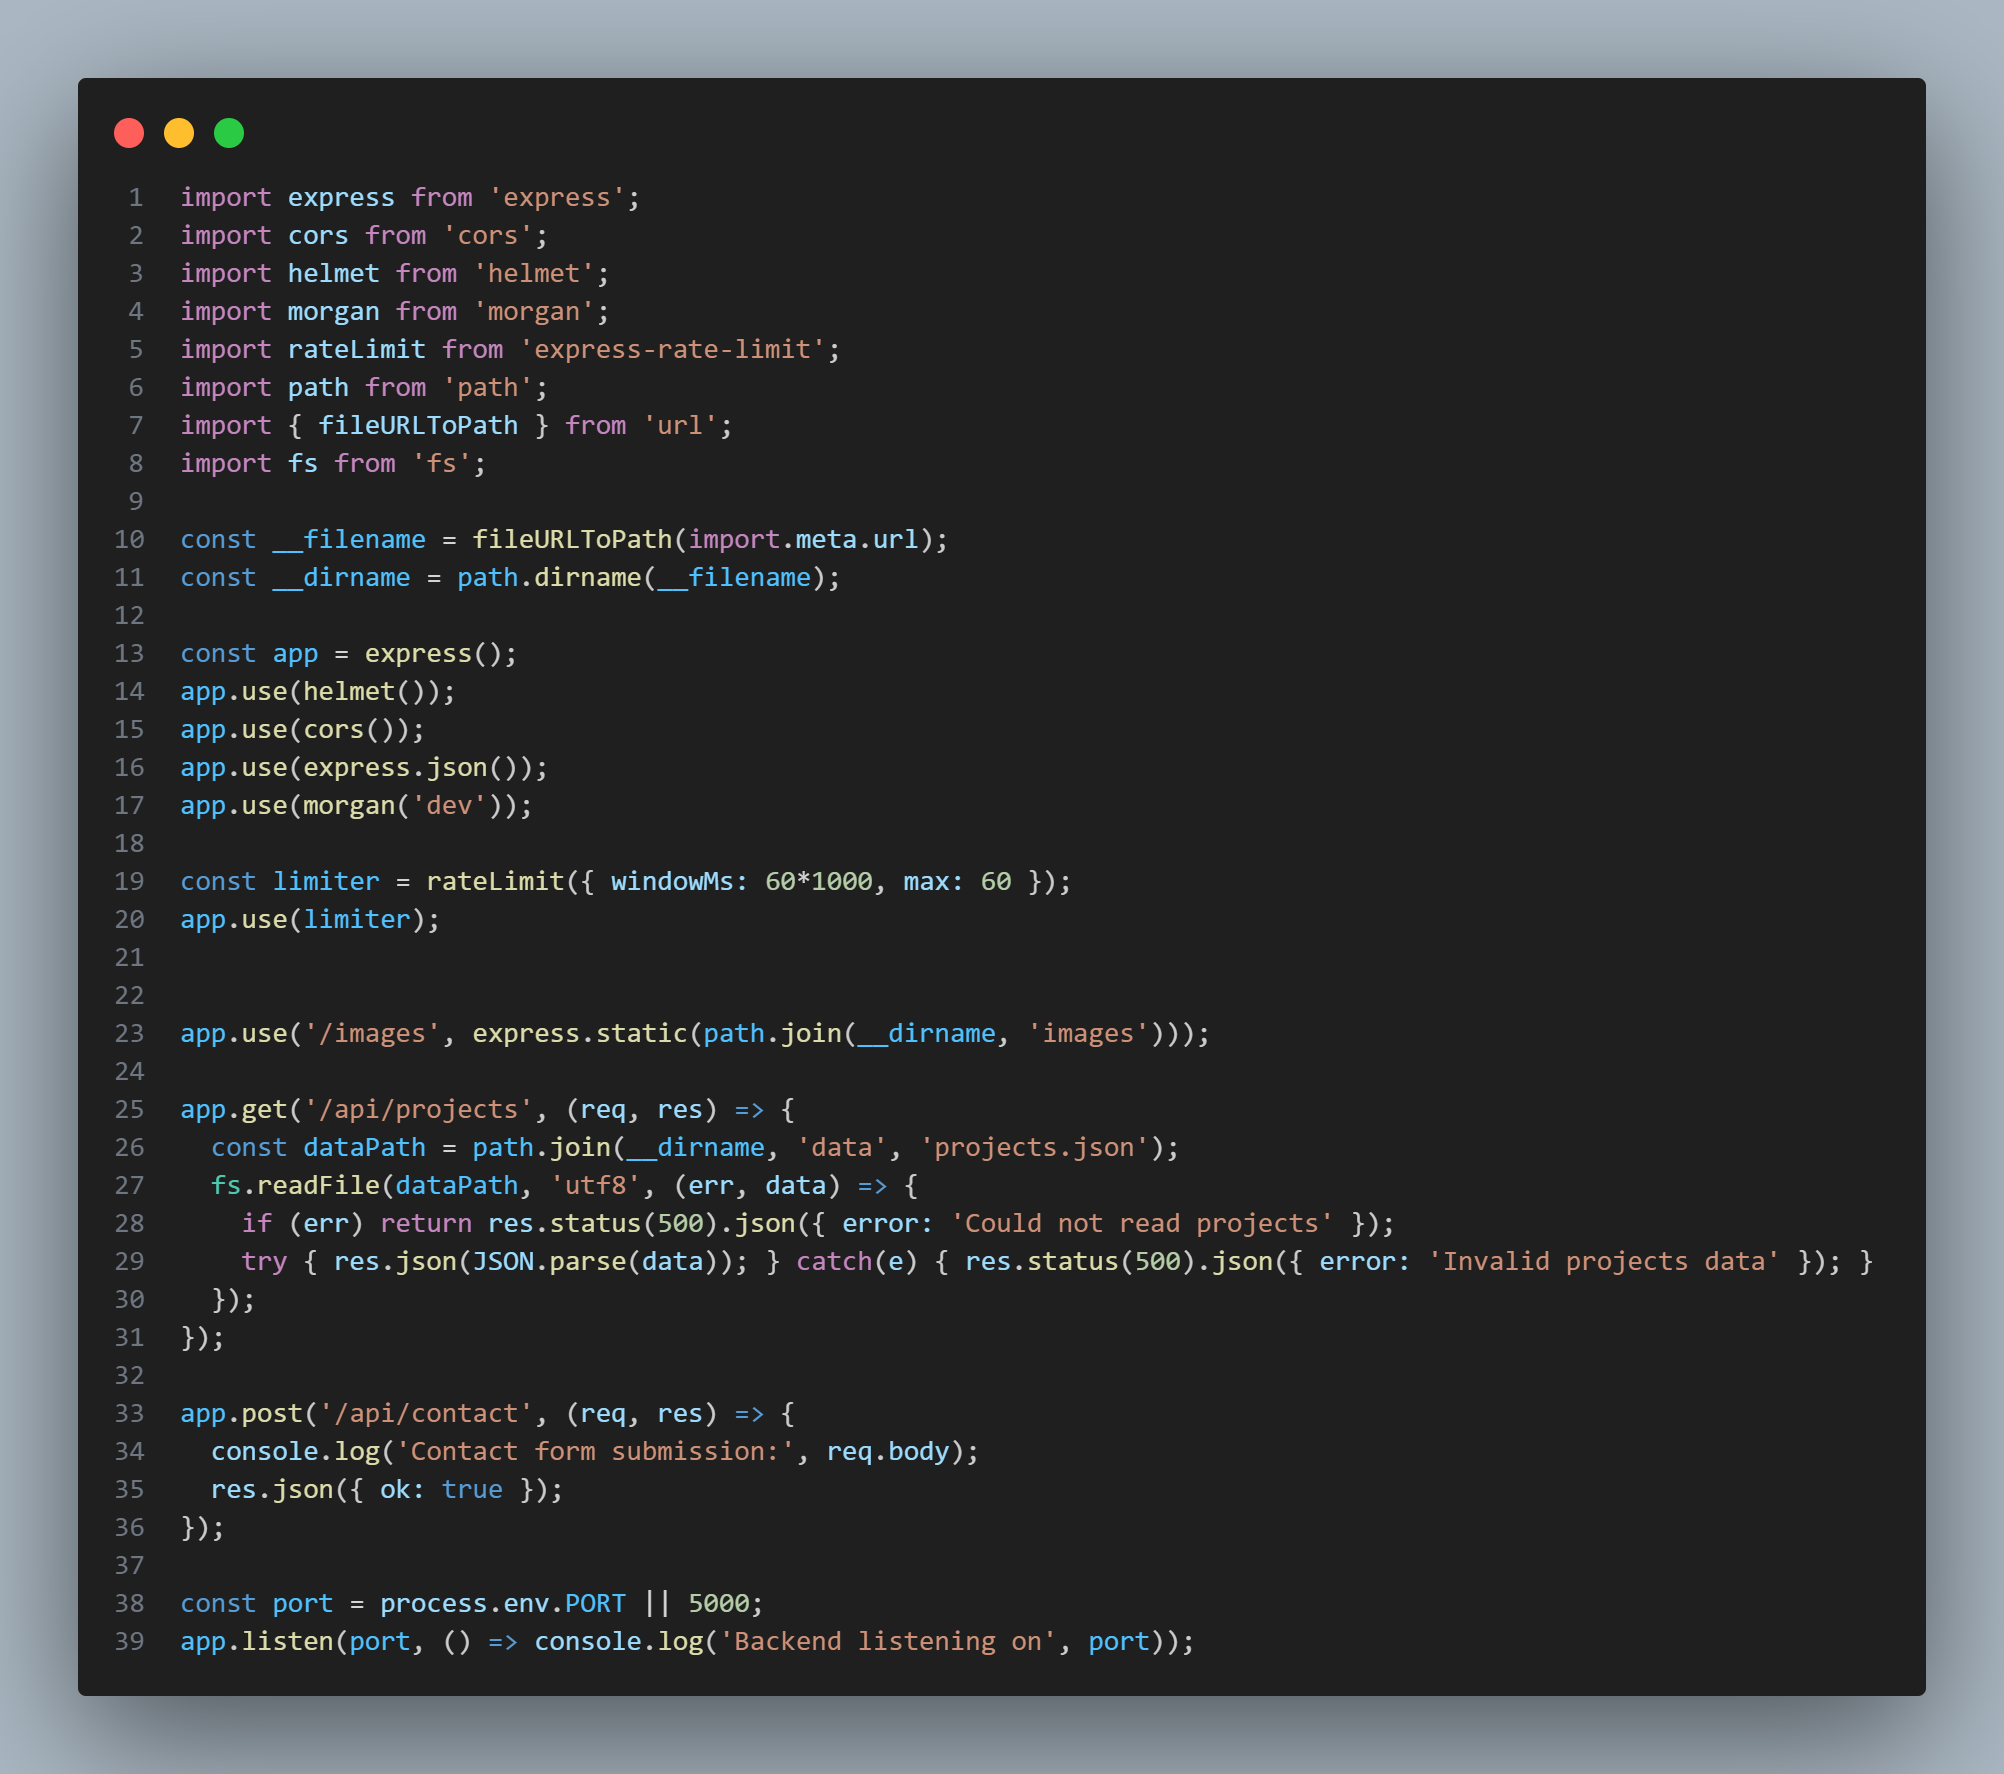 1 import express from 'express';
2 import cors from 'cors';
3 import helmet from 'helmet';
4 import morgan from 'morgan';
5 import rateLimit from 'express-rate-limit';
6 import path from 'path';
7 import { fileURLToPath } from 'url';
8 import fs from 'fs';
9
10 const __filename = fileURLToPath(import.meta.url);
11 const __dirname = path.dirname(__filename);
12
13 const app = express();
14 app.use(helmet());
15 app.use(cors());
16 app.use(express.json());
17 app.use(morgan('dev'));
18
19 const limiter = rateLimit({ windowMs: 60*1000, max: 60 });
20 app.use(limiter);
21
22
23 app.use('/images', express.static(path.join(__dirname, 'images')));
24
25 app.get('/api/projects', (req, res) => {
26   const dataPath = path.join(__dirname, 'data', 'projects.json');
27   fs.readFile(dataPath, 'utf8', (err, data) => {
28     if (err) return res.status(500).json({ error: 'Could not read projects' });
29     try { res.json(JSON.parse(data)); } catch(e) { res.status(500).json({ error: 'Invalid projects data' }); }
30   });
31 });
32
33 app.post('/api/contact', (req, res) => {
34   console.log('Contact form submission:', req.body);
35   res.json({ ok: true });
36 });
37
38 const port = process.env.PORT || 5000;
39 app.listen(port, () => console.log('Backend listening on', port));